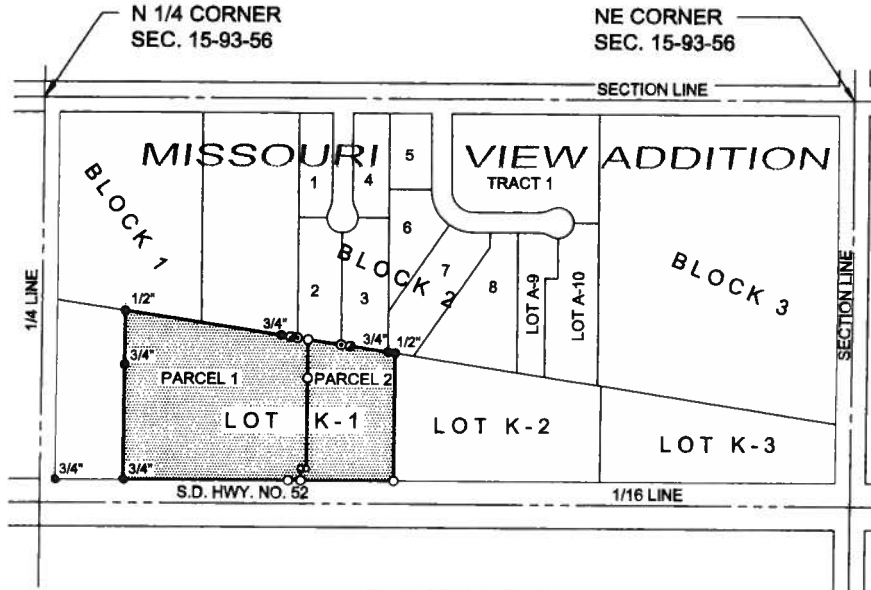 N 1/4 CORNER
SEC. 15-93-56
NE CORNER
SEC. 15-93-56
SECTION LINE
MISSOURI VIEW ADDITION
5
1
4
TRACT 1
BLOCK 1
6
BLOCK 2
7
BLOCK 3
2
3
8
LOT A-9
LOT A-10
1/4 LINE
SECTION LINE
1/2"
3/4"
3/4"
1/2"
3/4"
PARCEL 1
PARCEL 2
LOT K-1
LOT K-2
LOT K-3
3/4"
3/4"
S.D. HWY. NO. 52
1/16 LINE